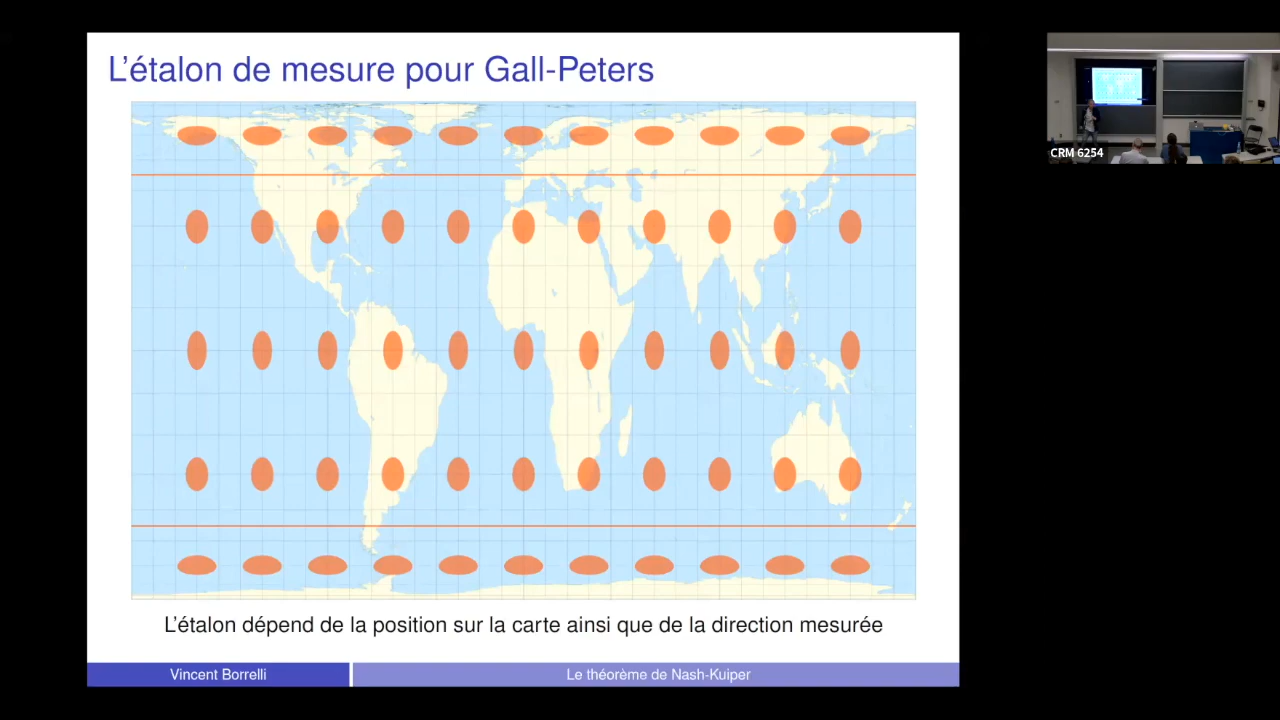 L'étalon de mesure pour Gall-Peters
CRM 6254
L'étalon dépend de la position sur la carte ainsi que de la direction mesurée
Vincent Borrelli
Le théorème de Nash-Kuiper